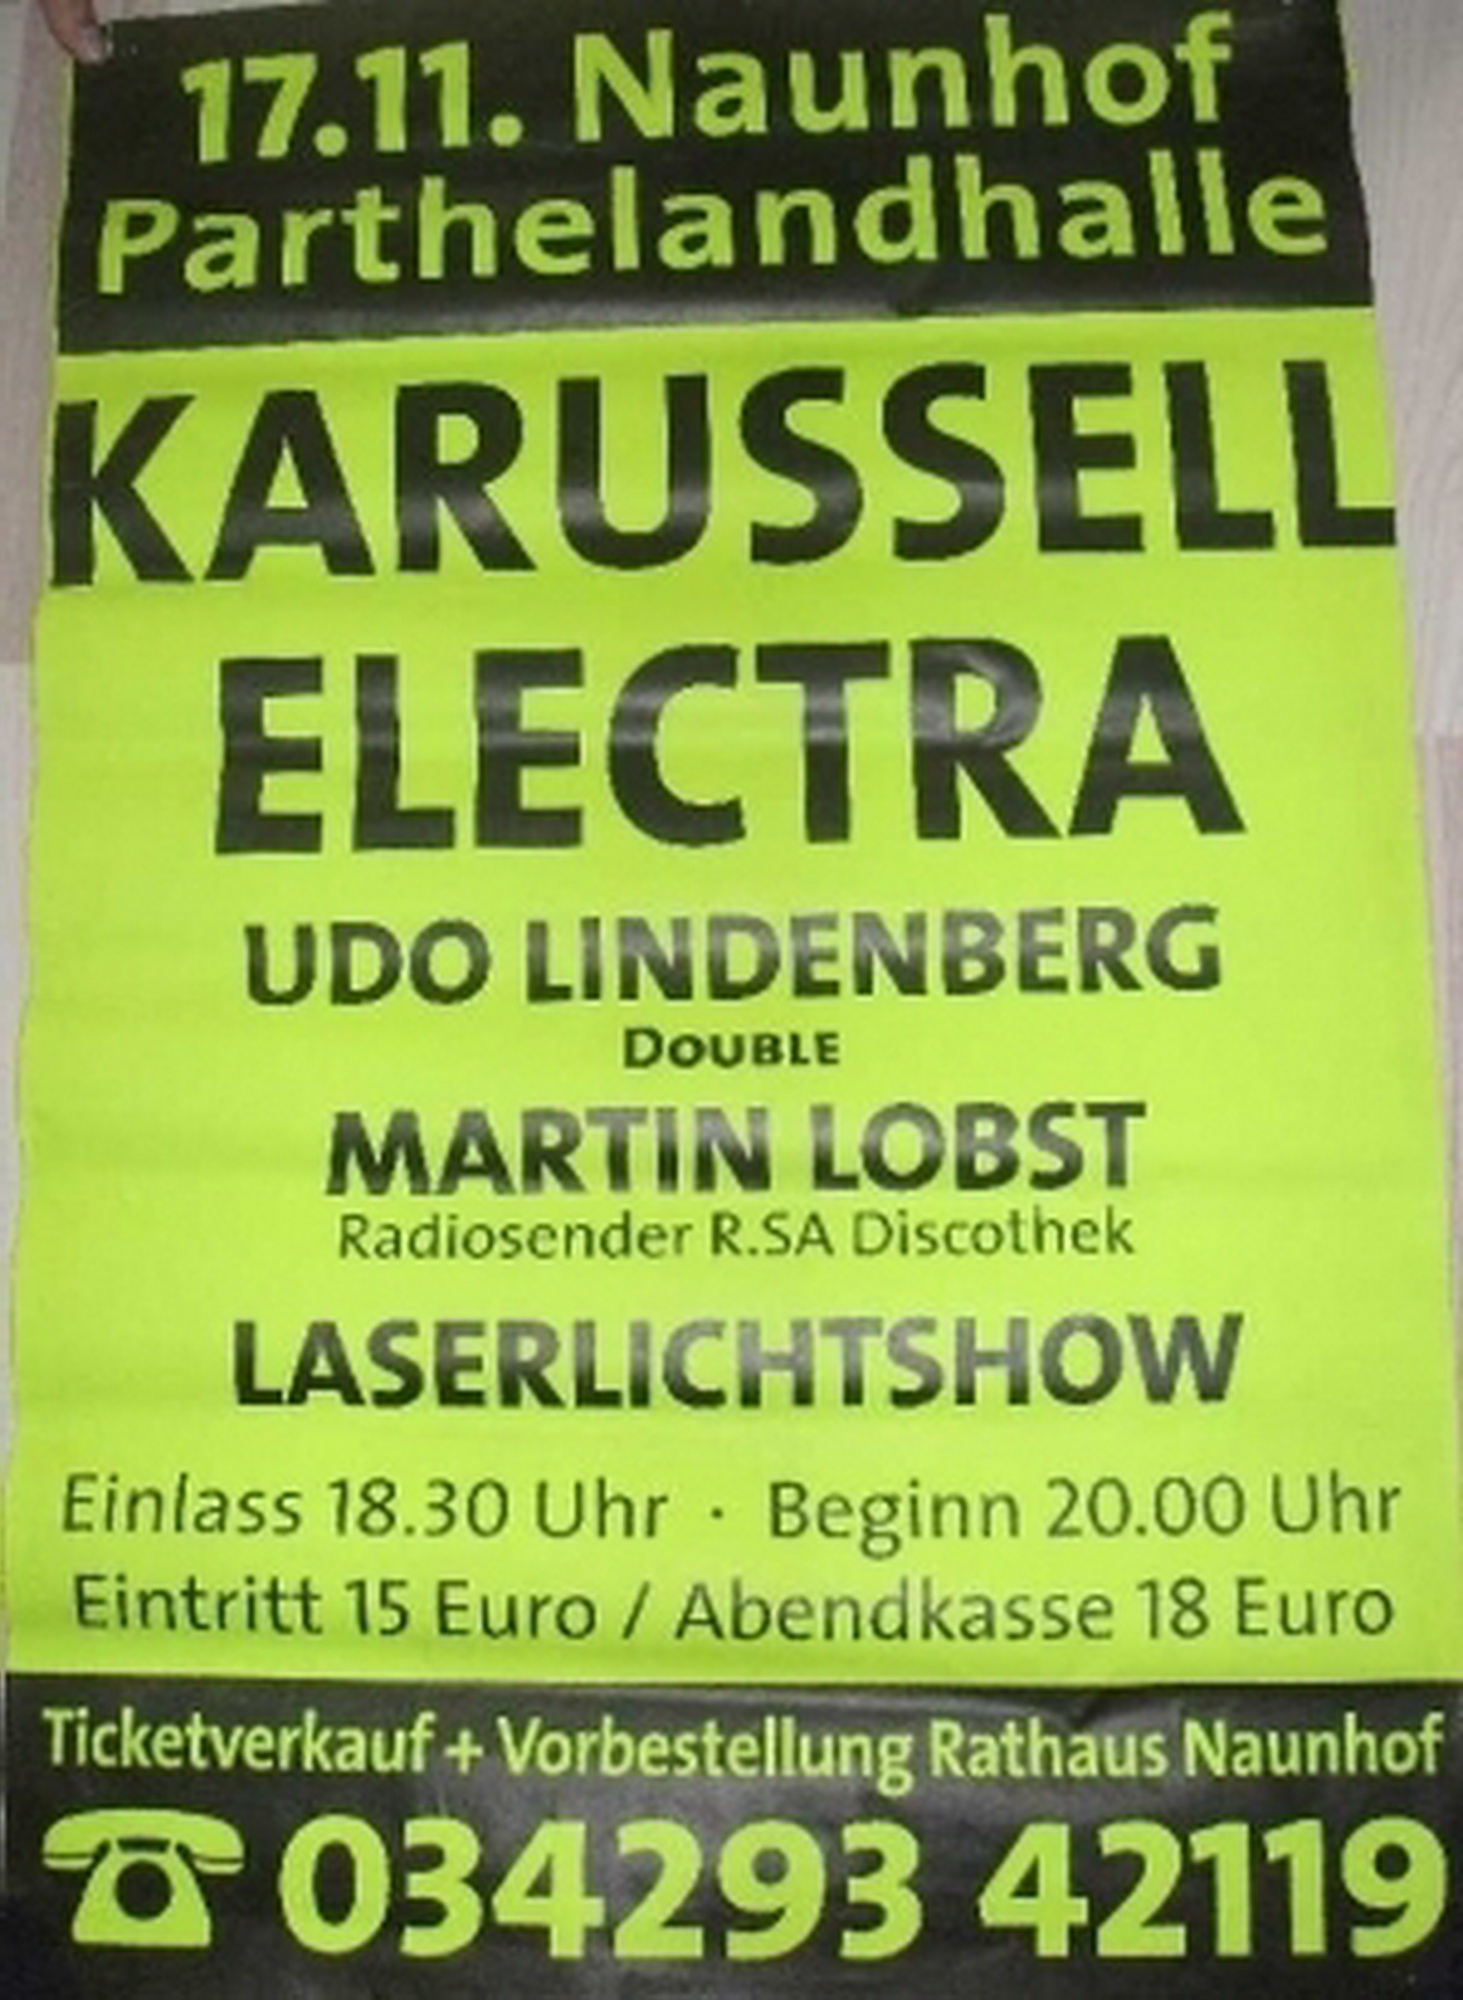 17.11. Naunhof
Parthelandhalle
KARUSSELL
ELECTRA
UDO LINDENBERG
DOUBLE
MARTIN LOBST
Radiosender R.SA Discothek
LASERLICHTSHOW
Einlass 18.30 Uhr · Beginn 20.00 Uhr
Eintritt 15 Euro / Abendkasse 18 Euro
Ticketverkauf + Vorbestellung Rathaus Naunhof
☎ 034293 42119